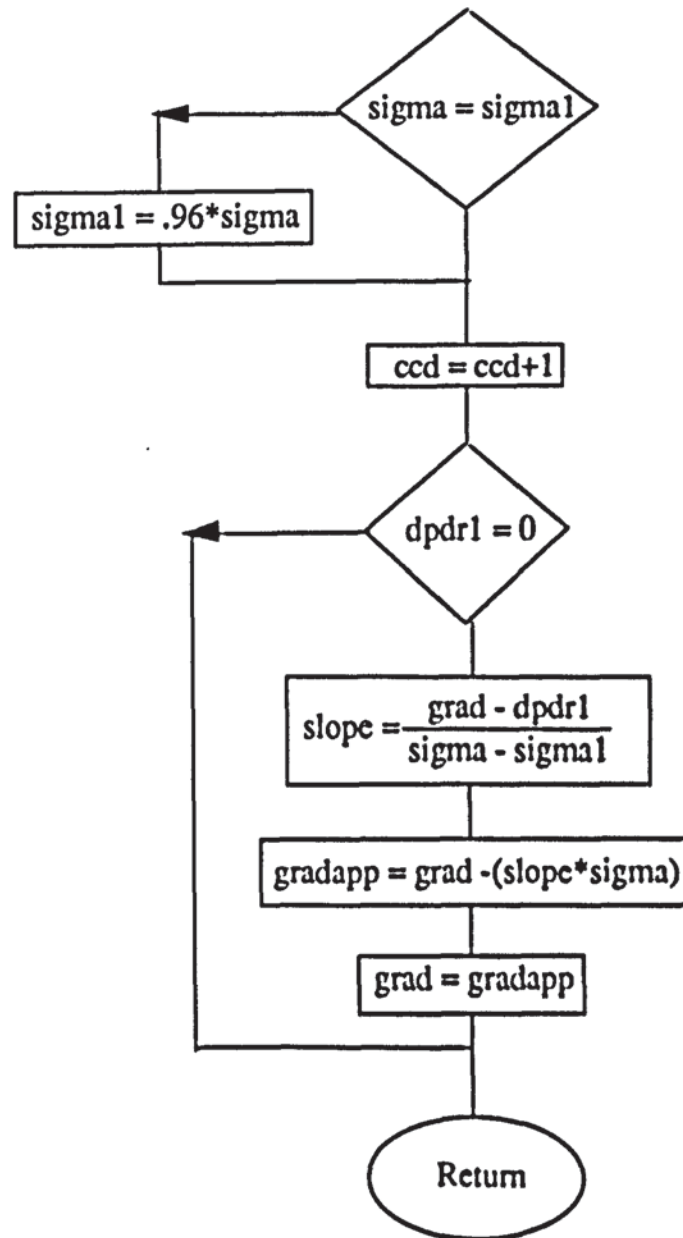 sigma = sigma1
sigma1 = .96*sigma
ccd = ccd+1
dpdr1 = 0
slope = grad - dpdr1
sigma - sigma1
gradapp = grad -(slope*sigma)
grad = gradapp
Return